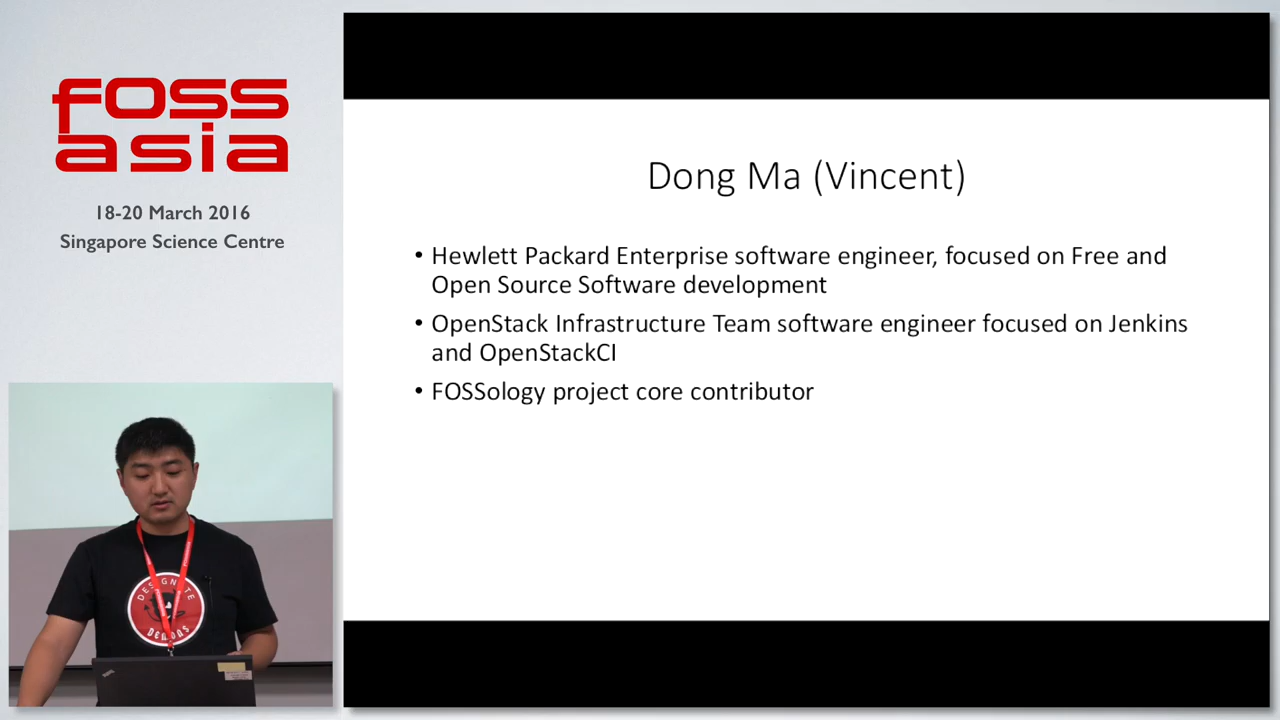 fOSS
asia
18-20 March 2016
Singapore Science Centre
Dong Ma (Vincent)
• Hewlett Packard Enterprise software engineer, focused on Free and
Open Source Software development
• OpenStack Infrastructure Team software engineer focused on Jenkins
and OpenStackCI
• FOSSology project core contributor
DESIGNATE
DEMONS